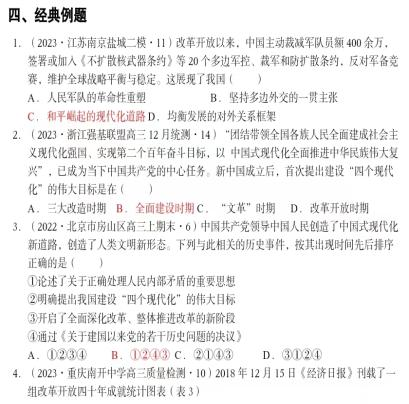 四、经典例题
1．（2023・江苏南京盐城二模・11）改革开放以来，中国主动裁减军队员额 400 余万，
签署或加入《不扩散核武器条约》等 20 个多边军控、裁军和防扩散条约，反对军备竞
赛，维护全球战略平衡与稳定。这展现了我国（　　）
A．人民军队的革命性重塑　　B．坚持多边外交的一贯主张
C．和平崛起的现代化道路 D．均衡发展的对外关系框架
2．（2023・浙江强基联盟高三 12 月统测・14）“团结带领全国各族人民全面建成社会主
义现代化强国、实现第二个百年奋斗目标，以 中国式现代化全面推进中华民族伟大复
兴”，已成为当下中国共产党的中心任务。新中国成立后，首次提出建设“四个现代
化”的伟大目标是在（　　）
A．三大改造时期　B．全面建设时期 C．“文革”时期　D．改革开放时期
3．（2022・北京市房山区高三上期末・6）中国共产党领导中国人民创造了中国式现代化
新道路，创造了人类文明新形态。下列与此相关的历史事件，按其出现时间先后排序
正确的是（　　）
①论述了关于正确处理人民内部矛盾的重要思想
②明确提出我国建设“四个现代化”的伟大目标
③开启了全面深化改革、整体推进改革的新阶段
④通过《关于建国以来党的若干历史问题的决议》
A．①②③④　　B．①②④③ C．②①④③　　D．③①②④
4．（2023・重庆南开中学高三质量检测・10）2018 年 12 月 15 日《经济日报》刊载了一
组改革开放四十年成就统计图表（表 3）